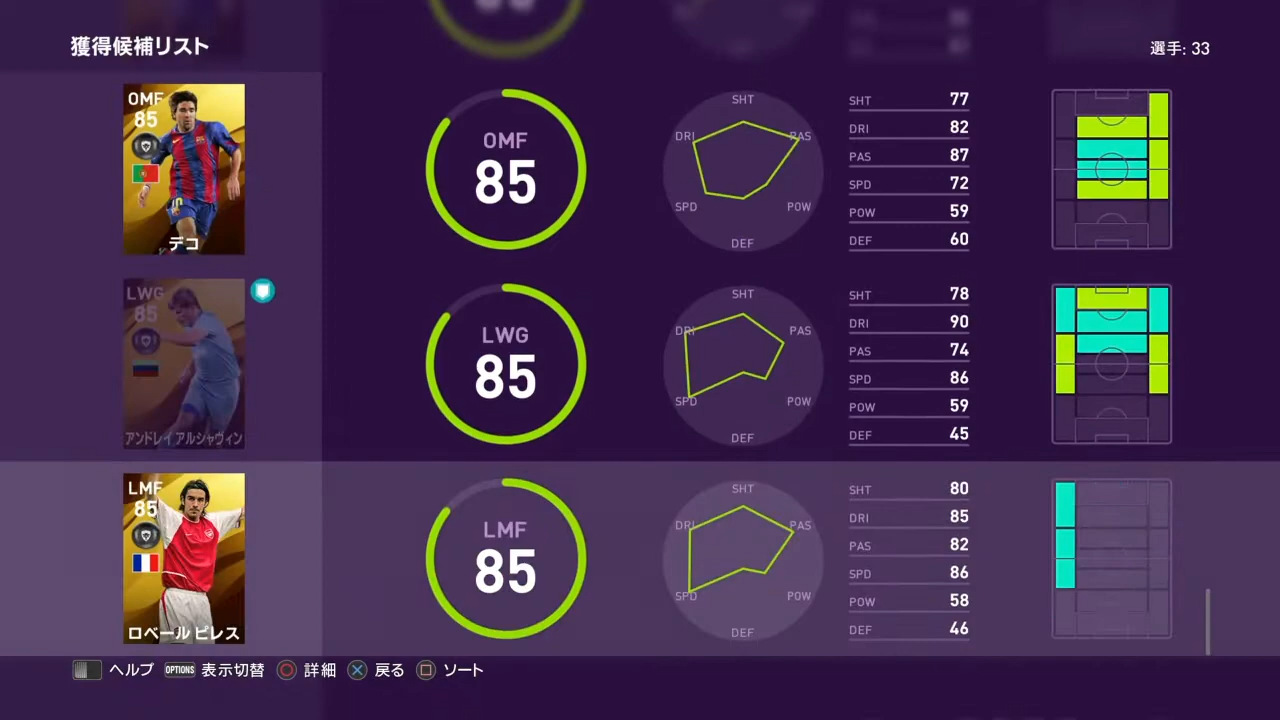 獲得候補リスト
選手: 33
OMF
85
デコ
OMF
85
SHT
DRI
PAS
SPD
POW
DEF
SHT 77
DRI 82
PAS 87
SPD 72
POW 59
DEF 60
LWG
85
アンドレイ アルシャヴィン
LWG
85
SHT
DRI
PAS
SPD
POW
DEF
SHT 78
DRI 90
PAS 74
SPD 86
POW 59
DEF 45
LMF
85
ロベール ピレス
LMF
85
SHT
DRI
PAS
SPD
POW
DEF
SHT 80
DRI 85
PAS 82
SPD 86
POW 58
DEF 46
ヘルプ OPTIONS 表示切替 詳細 戻る ソート